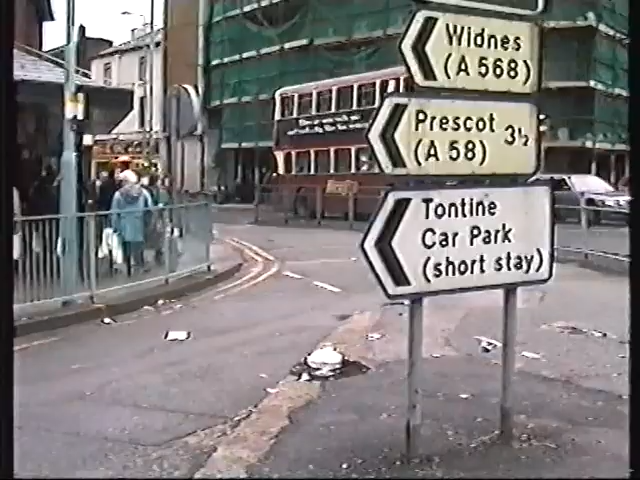 Widnes
(A 568)
Prescot 3½
(A 58)
Tontine
Car Park
(short stay)